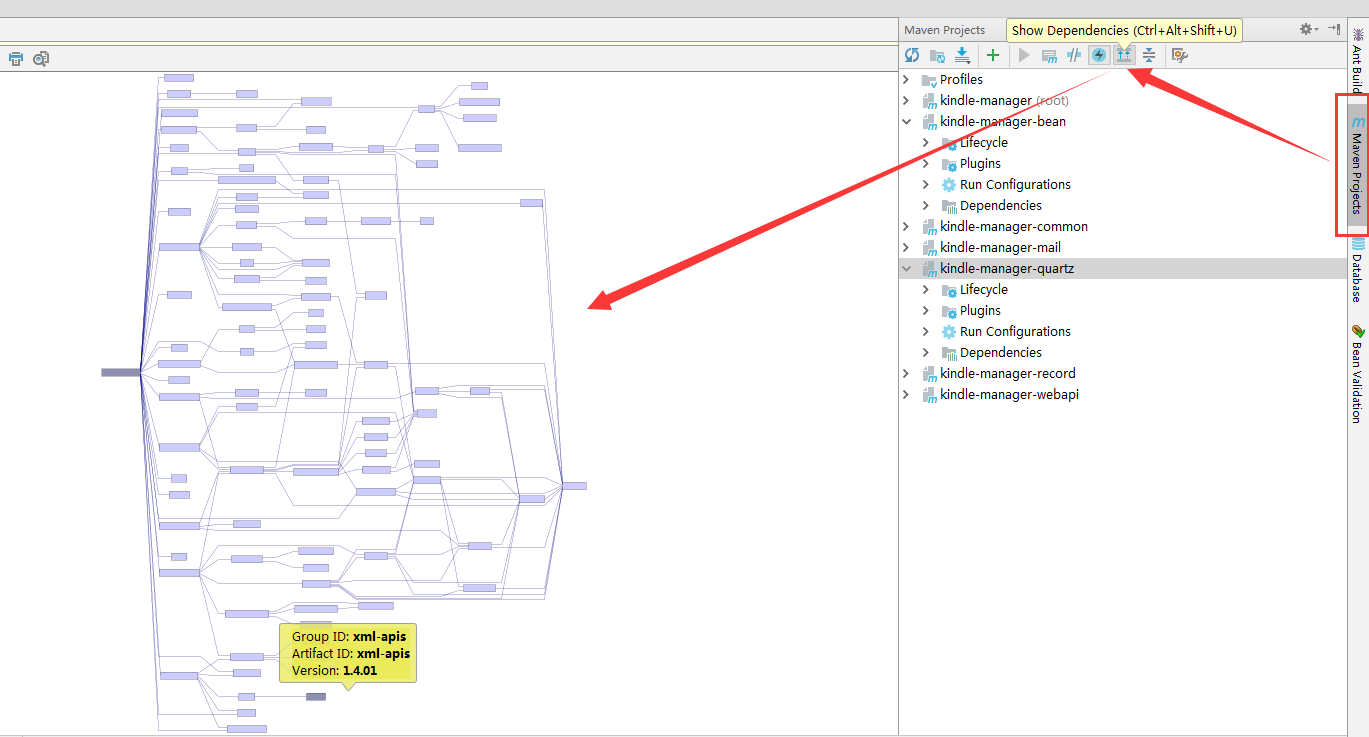 Maven Projects
Show Dependencies (Ctrl+Alt+Shift+U)
Profiles
kindle-manager (root)
kindle-manager-bean
Lifecycle
Plugins
Run Configurations
Dependencies
kindle-manager-common
kindle-manager-mail
kindle-manager-quartz
Lifecycle
Plugins
Run Configurations
Dependencies
kindle-manager-record
kindle-manager-webapi
Ant Build
Maven Projects
Database
Bean Validation
Group ID: xml-apis
Artifact ID: xml-apis
Version: 1.4.01